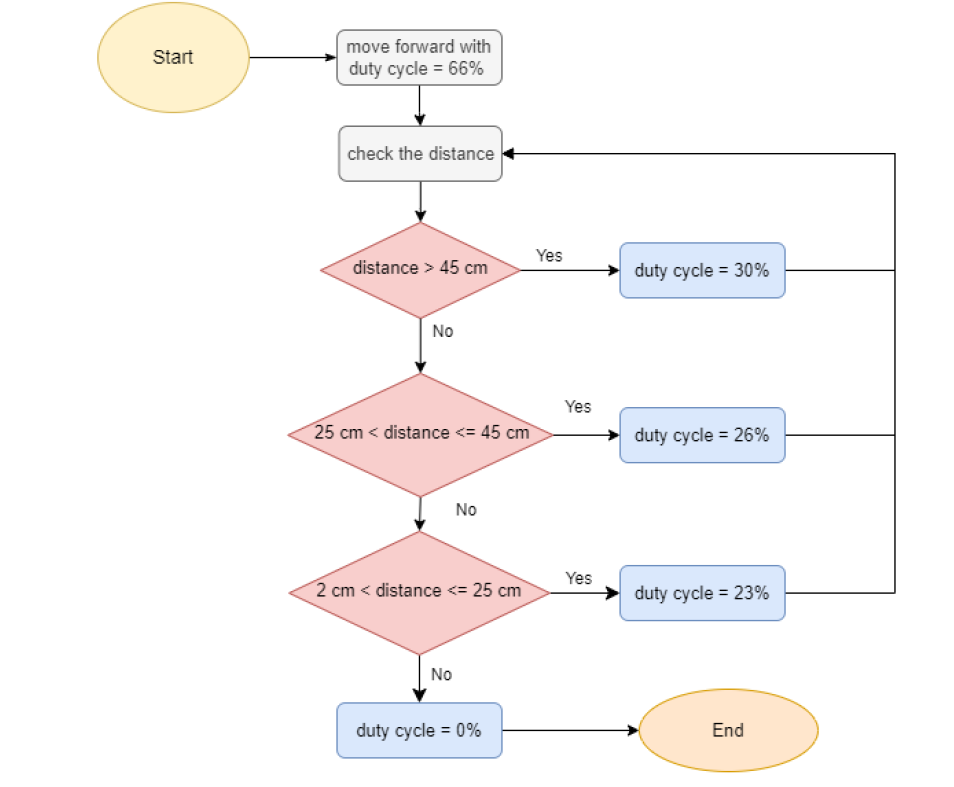 Start
move forward with
duty cycle = 66%
check the distance
distance > 45 cm
Yes
duty cycle = 30%
No
25 cm < distance <= 45 cm
Yes
duty cycle = 26%
No
2 cm < distance <= 25 cm
Yes
duty cycle = 23%
No
duty cycle = 0%
End